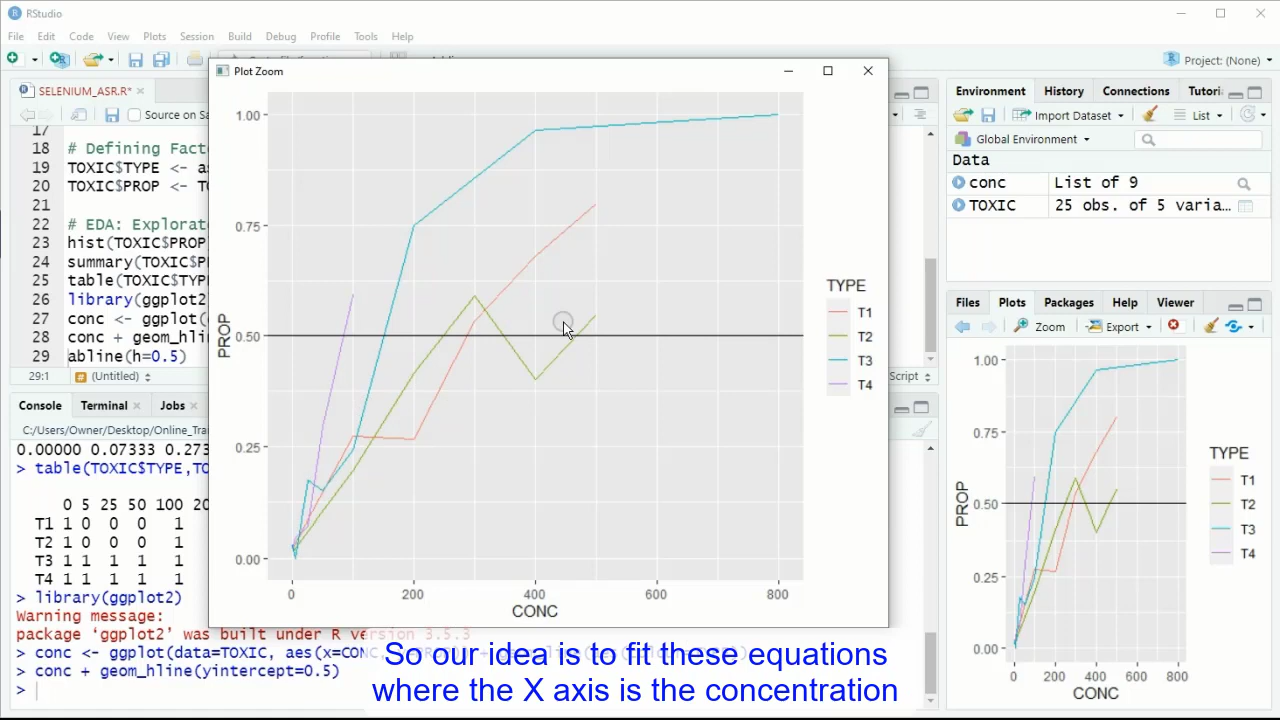 RStudio
File Edit Code View Plots Session Build Debug Profile Tools Help
Project: (None)
SELENIUM_ASR.R*
Source on Sa
17
18 # Defining Fact
19 TOXIC$TYPE <- as
20 TOXIC$PROP <- TO
21
22 # EDA: Explorat
23 hist(TOXIC$PROP
24 summary(TOXIC$P
25 table(TOXIC$TYP
26 library(ggplot2
27 conc <- ggplot(
28 conc + geom_hli
29 abline(h=0.5)
29:1 (Untitled) Script
Console Terminal Jobs
C:/Users/Owner/Desktop/Online_Tra
0.00000 0.07333 0.273
> table(TOXIC$TYPE,TO
0 5 25 50 100 20
T1 1 0 0 0 1
T2 1 0 0 0 1
T3 1 1 1 1 1
T4 1 1 1 1 1
> library(ggplot2)
Warning message:
package ‘ggplot2’ was built under R version 3.5.3
> conc <- ggplot(data=TOXIC, aes(x=CONC,
> conc + geom_hline(yintercept=0.5)
>
Plot Zoom
1.00
0.75
0.50
0.25
0.00
PROP
0 200 400 600 800
CONC
TYPE
T1
T2
T3
T4
Environment History Connections Tutori
Import Dataset List
Global Environment
Data
conc List of 9
TOXIC 25 obs. of 5 varia…
Files Plots Packages Help Viewer
Zoom Export
1.00
0.75
0.50
0.25
0.00
PROP
0 200 400 600 800
CONC
TYPE
T1
T2
T3
T4
So our idea is to fit these equations
where the X axis is the concentration